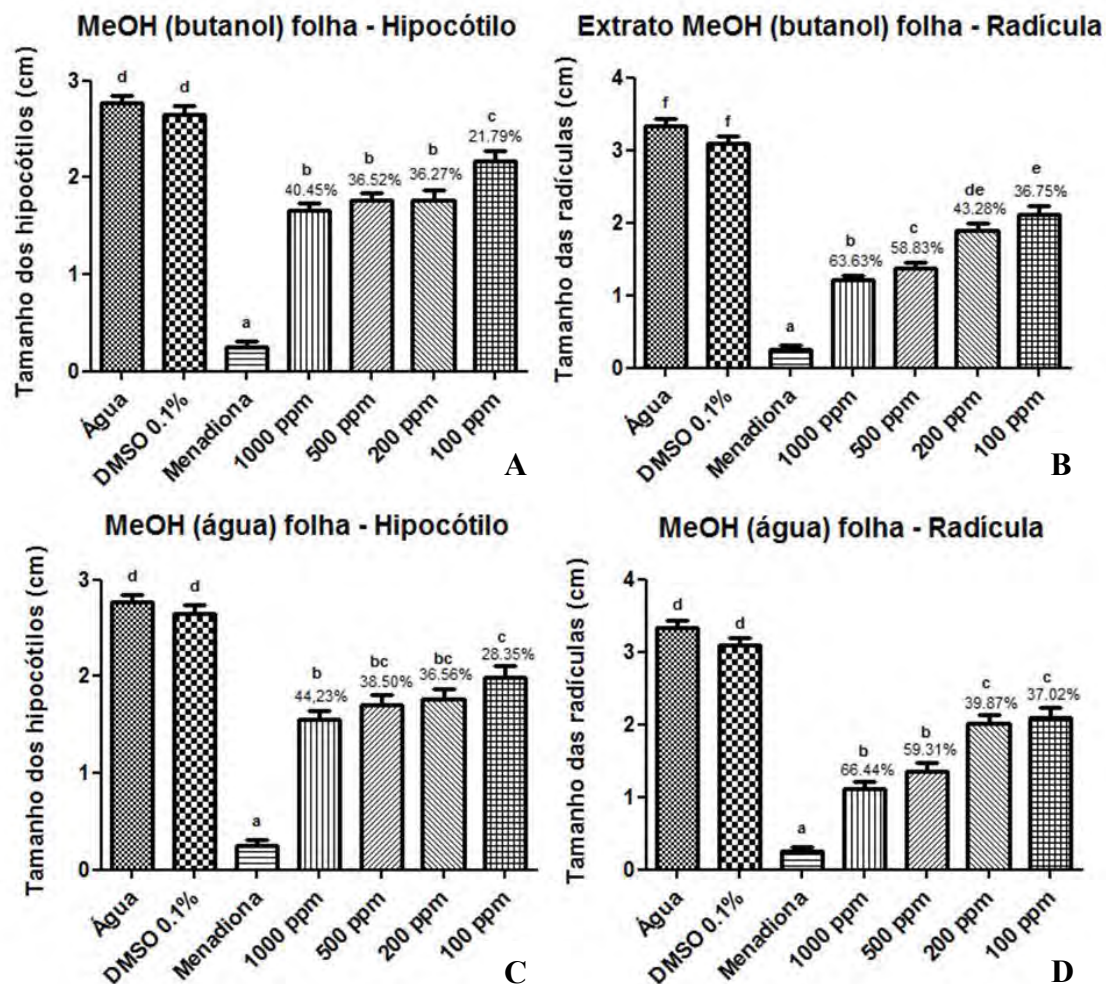 MeOH (butanol) folha - Hipocótilo
Tamanho dos hipocótilos (cm)
3
2
1
0
d
d
a
b
40.45%
b
36.52%
b
36.27%
c
21.79%
Água
DMSO 0.1%
Menadiona
1000 ppm
500 ppm
200 ppm
100 ppm
A
Extrato MeOH (butanol) folha - Radícula
Tamanho das radículas (cm)
4
3
2
1
0
f
f
a
b
63.63%
c
58.83%
de
43.28%
e
36.75%
Água
DMSO 0.1%
Menadiona
1000 ppm
500 ppm
200 ppm
100 ppm
B
MeOH (água) folha - Hipocótilo
Tamanho dos hipocótilos (cm)
3
2
1
0
d
d
a
b
44,23%
bc
38.50%
bc
36.56%
c
28.35%
Água
DMSO 0.1%
Menadiona
1000 ppm
500 ppm
200 ppm
100 ppm
C
MeOH (água) folha - Radícula
Tamanho das radículas (cm)
4
3
2
1
0
d
d
a
b
66.44%
b
59.31%
c
39.87%
c
37.02%
Água
DMSO 0.1%
Menadiona
1000 ppm
500 ppm
200 ppm
100 ppm
D